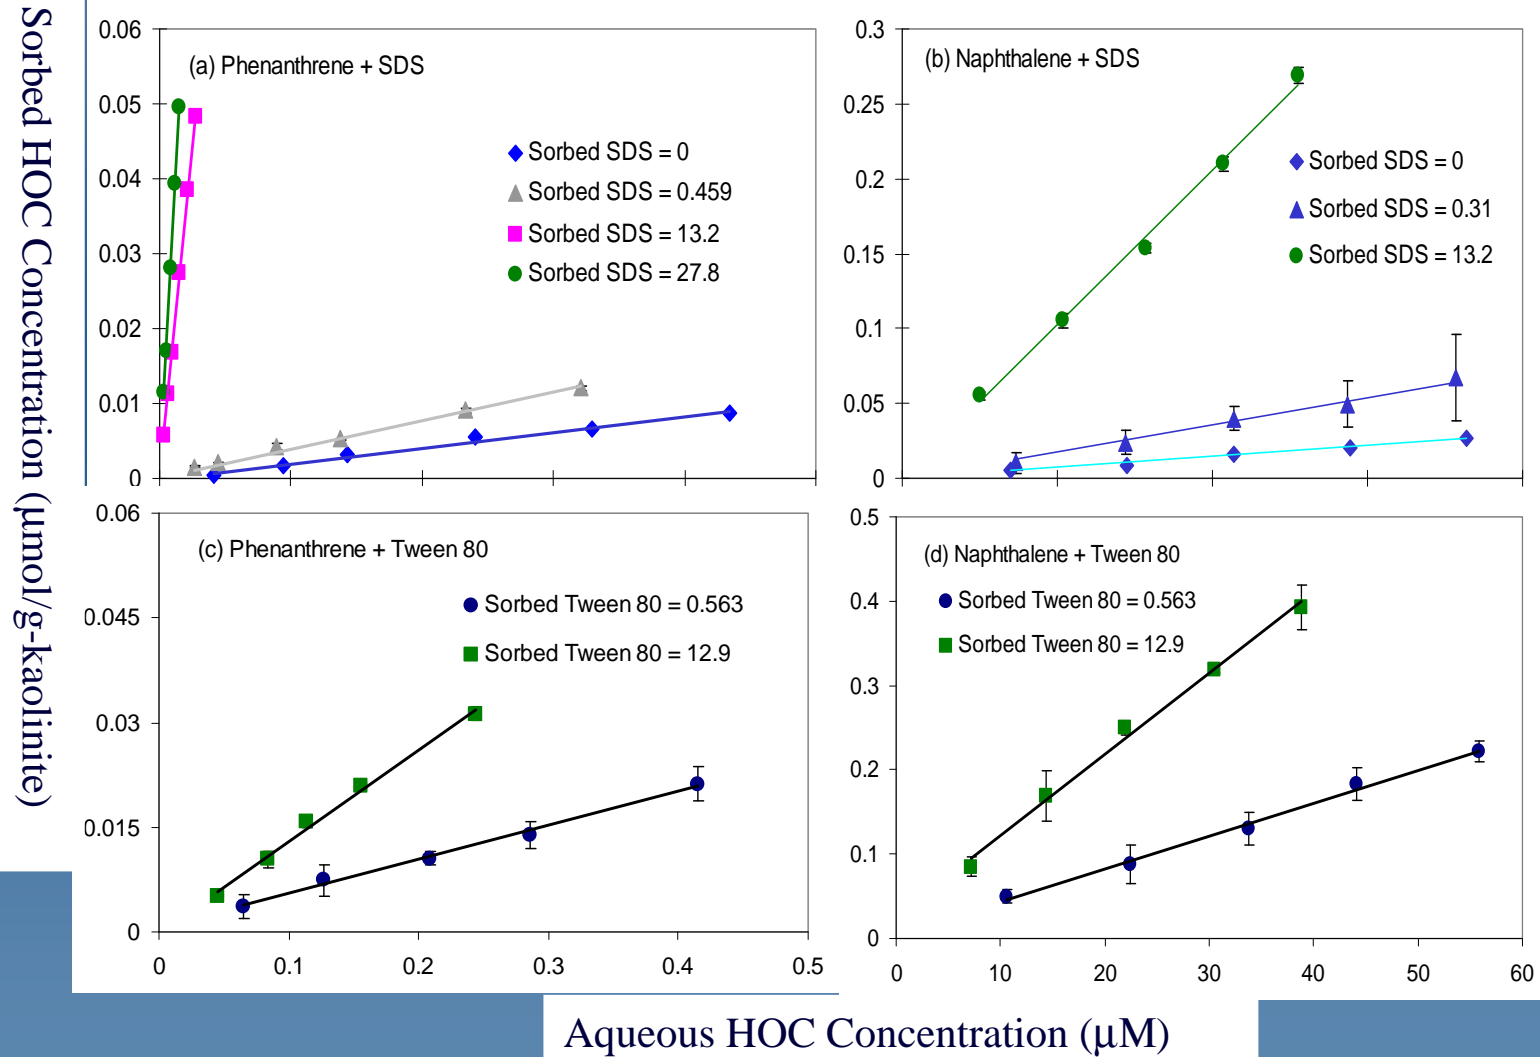 Sorbed HOC Concentration (μmol/g-kaolinite)
0.06
0.05
0.04
0.03
0.02
0.01
0
(a) Phenanthrene + SDS
Sorbed SDS = 0
Sorbed SDS = 0.459
Sorbed SDS = 13.2
Sorbed SDS = 27.8
0.3
0.25
0.2
0.15
0.1
0.05
0
(b) Naphthalene + SDS
Sorbed SDS = 0
Sorbed SDS = 0.31
Sorbed SDS = 13.2
0.06
0.045
0.03
0.015
0
(c) Phenanthrene + Tween 80
Sorbed Tween 80 = 0.563
Sorbed Tween 80 = 12.9
0 0.1 0.2 0.3 0.4 0.5
0.5
0.4
0.3
0.2
0.1
0
(d) Naphthalene + Tween 80
Sorbed Tween 80 = 0.563
Sorbed Tween 80 = 12.9
0 10 20 30 40 50 60
Aqueous HOC Concentration (μM)